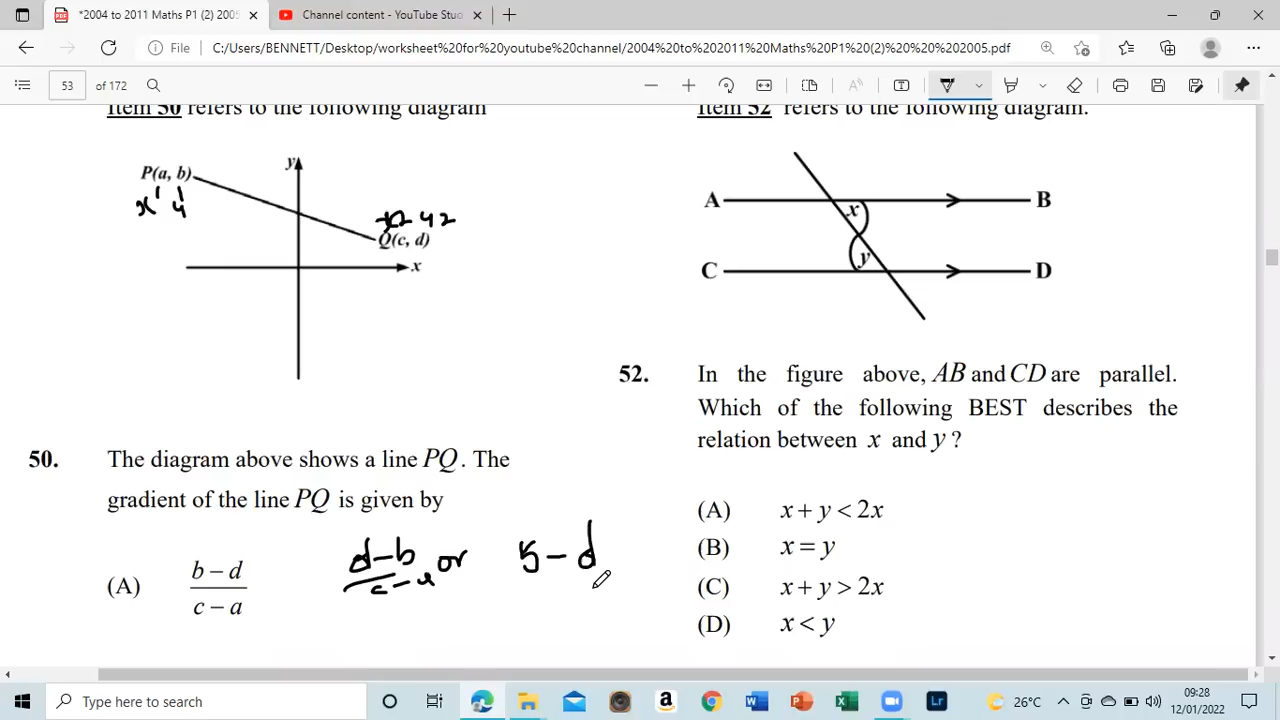 *2004 to 2011 Maths P1 (2) 2005
Channel content - YouTube Stu
File
C:/Users/BENNETT/Desktop/worksheet%20for%20youtube%20channel/2004%20to%202011%20Maths%20P1%20(2)%20%20%202005.pdf
53 of 172
Item 50 refers to the following diagram
P(a, b)
y
Q(c, d)
x
50. The diagram above shows a line PQ. The
gradient of the line PQ is given by
d-b
c-a
or
b-d
(A) b - d
c - a
Item 52 refers to the following diagram.
A B
x
y
C D
52. In the figure above, AB and CD are parallel.
Which of the following BEST describes the
relation between x and y?
(A) x + y < 2x
(B) x = y
(C) x + y > 2x
(D) x < y
Type here to search
26°C
09:28
12/01/2022